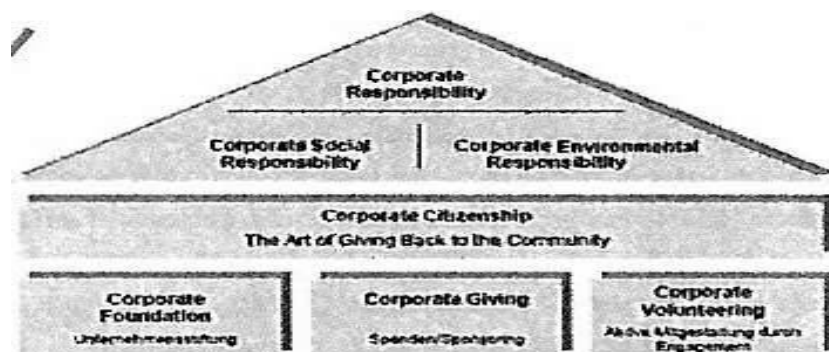 Corporate
Responsibility
Corporate Social
Responsibility
Corporate Environmental
Responsibility
Corporate Citizenship
The Art of Giving Back to the Community
Corporate
Foundation
Unternehmensstiftung
Corporate Giving
Spenden/Sponsoring
Corporate
Volunteering
Aktive Mitgestaltung durch
Engagement